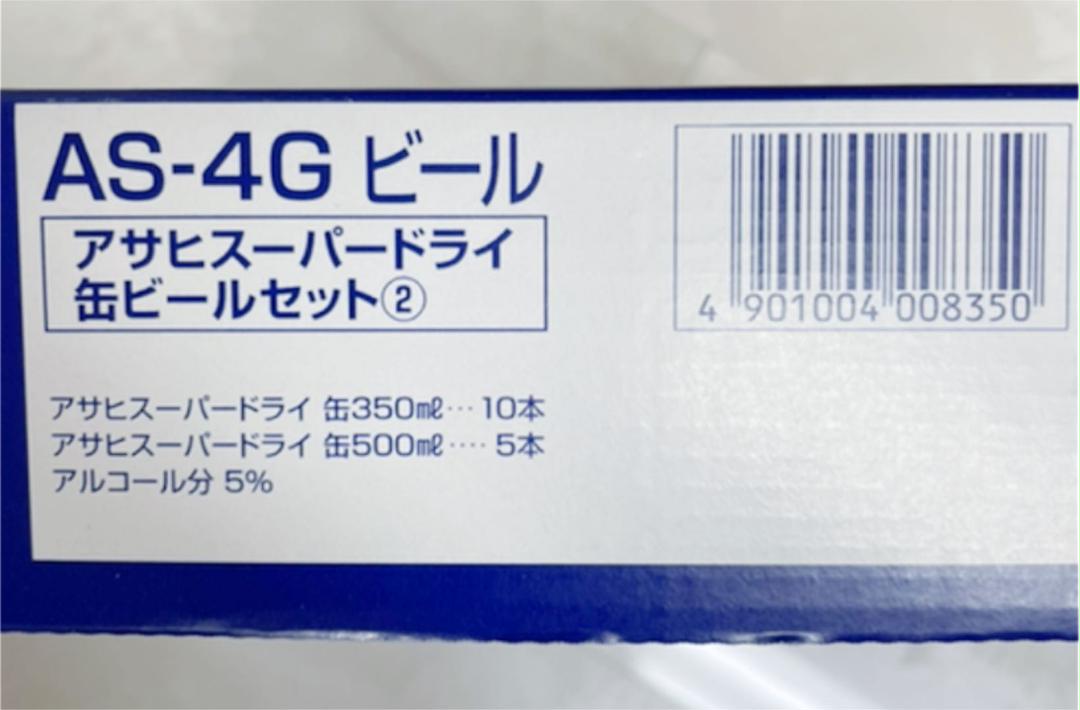 AS-4G ビール
アサヒスーパードライ
缶ビールセット②
4 901004 008350
アサヒスーパードライ 缶350㎖… 10本
アサヒスーパードライ 缶500㎖‥‥ 5本
アルコール分 5%